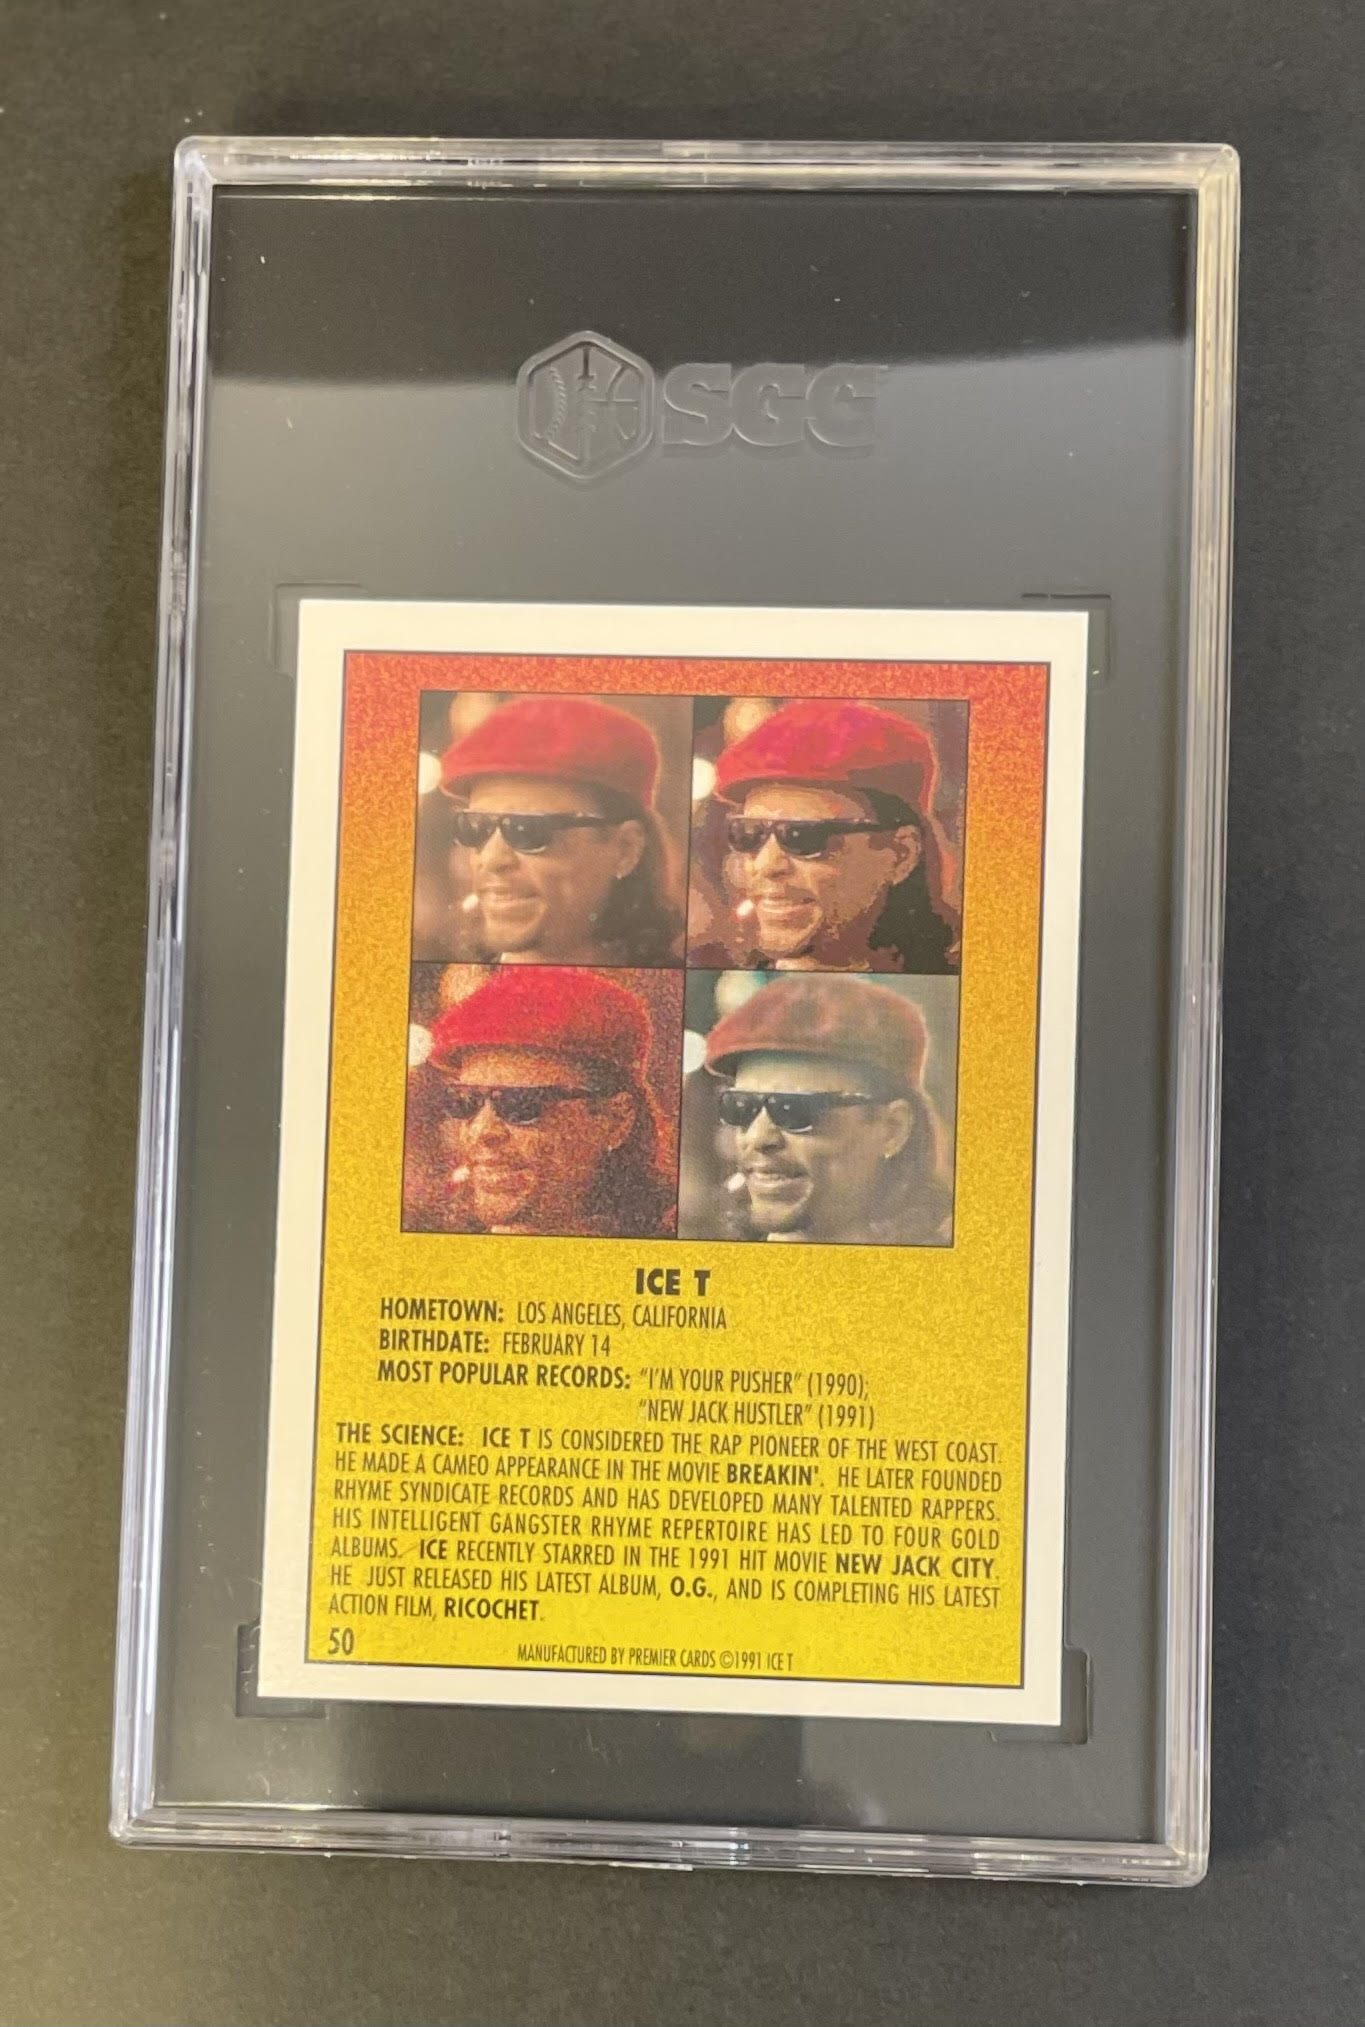 SGC
ICE T
HOMETOWN: LOS ANGELES, CALIFORNIA
BIRTHDATE: FEBRUARY 14
MOST POPULAR RECORDS: "I'M YOUR PUSHER" (1990);
"NEW JACK HUSTLER" (1991)
THE SCIENCE: ICE T IS CONSIDERED THE RAP PIONEER OF THE WEST COAST.
HE MADE A CAMEO APPEARANCE IN THE MOVIE BREAKIN'. HE LATER FOUNDED
RHYME SYNDICATE RECORDS AND HAS DEVELOPED MANY TALENTED RAPPERS.
HIS INTELLIGENT GANGSTER RHYME REPERTOIRE HAS LED TO FOUR GOLD
ALBUMS. ICE RECENTLY STARRED IN THE 1991 HIT MOVIE NEW JACK CITY.
HE JUST RELEASED HIS LATEST ALBUM, O.G., AND IS COMPLETING HIS LATEST
ACTION FILM, RICOCHET.
50
MANUFACTURED BY PREMIER CARDS ©1991 ICE T